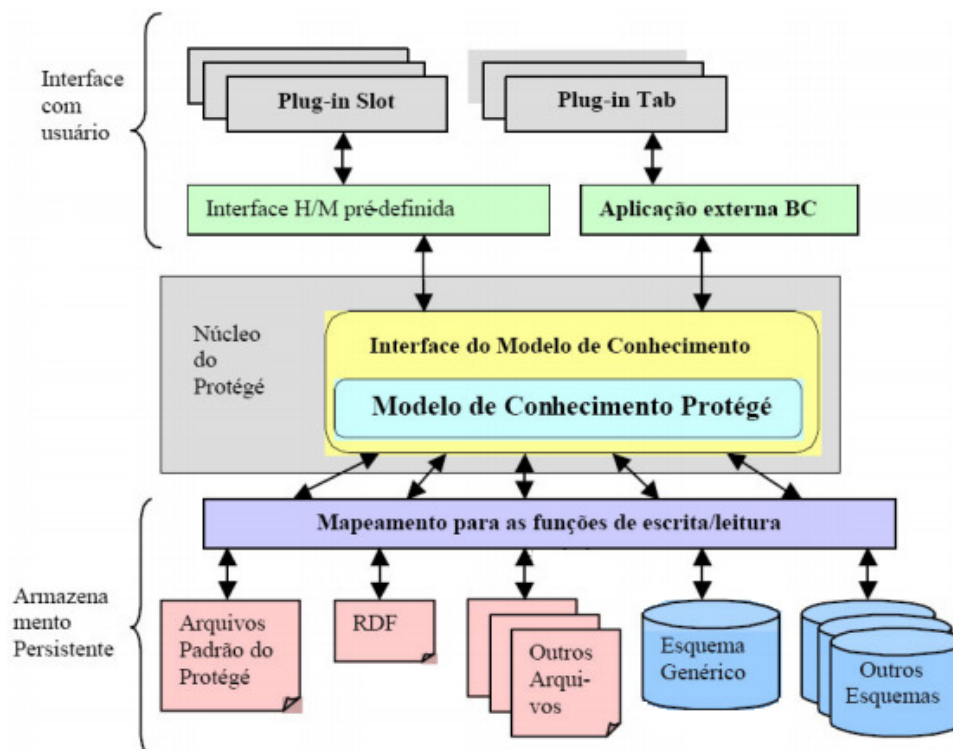 Interface
com
usuário
Plug-in Slot
Plug-in Tab
Interface H/M pré-definida
Aplicação externa BC
Núcleo
do
Protégé
Interface do Modelo de Conhecimento
Modelo de Conhecimento Protégé
Mapeamento para as funções de escrita/leitura
Armazena
mento
Persistente
Arquivos
Padrão do
Protégé
RDF
Outros
Arqui-
vos
Esquema
Genérico
Outros
Esquemas